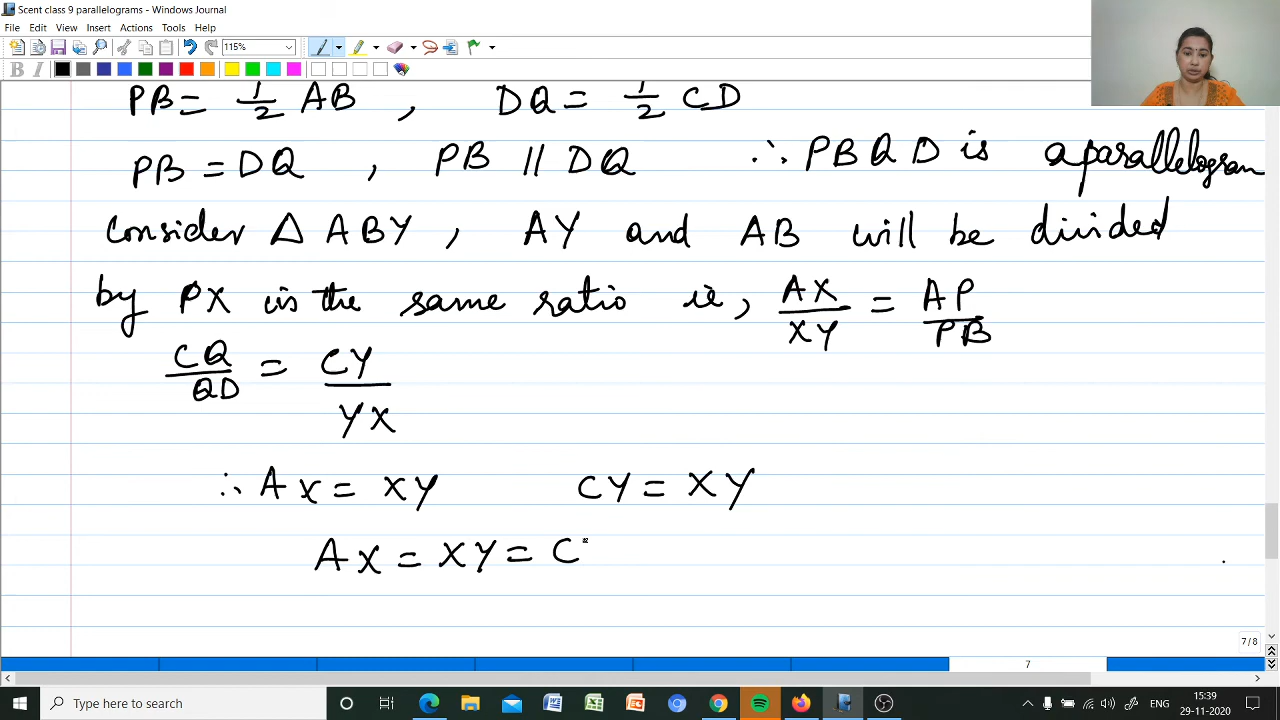 Scent class 9 parallelograms - Windows Journal
File Edit View Insert Actions Tools Help
115%
B I
PB = 1/2 AB , DQ = 1/2 CD
PB = DQ , PB // DQ ∴ PBQD is a parallelogram
consider △ ABY , AY and AB will be divided
by PX in the same ratio ie, AX/XY = AP/PB
CQ/QD = CY/YX
∴ AX = XY CY = XY
AX = XY = C
7/8
7
Type here to search
ENG
15:39
29-11-2020